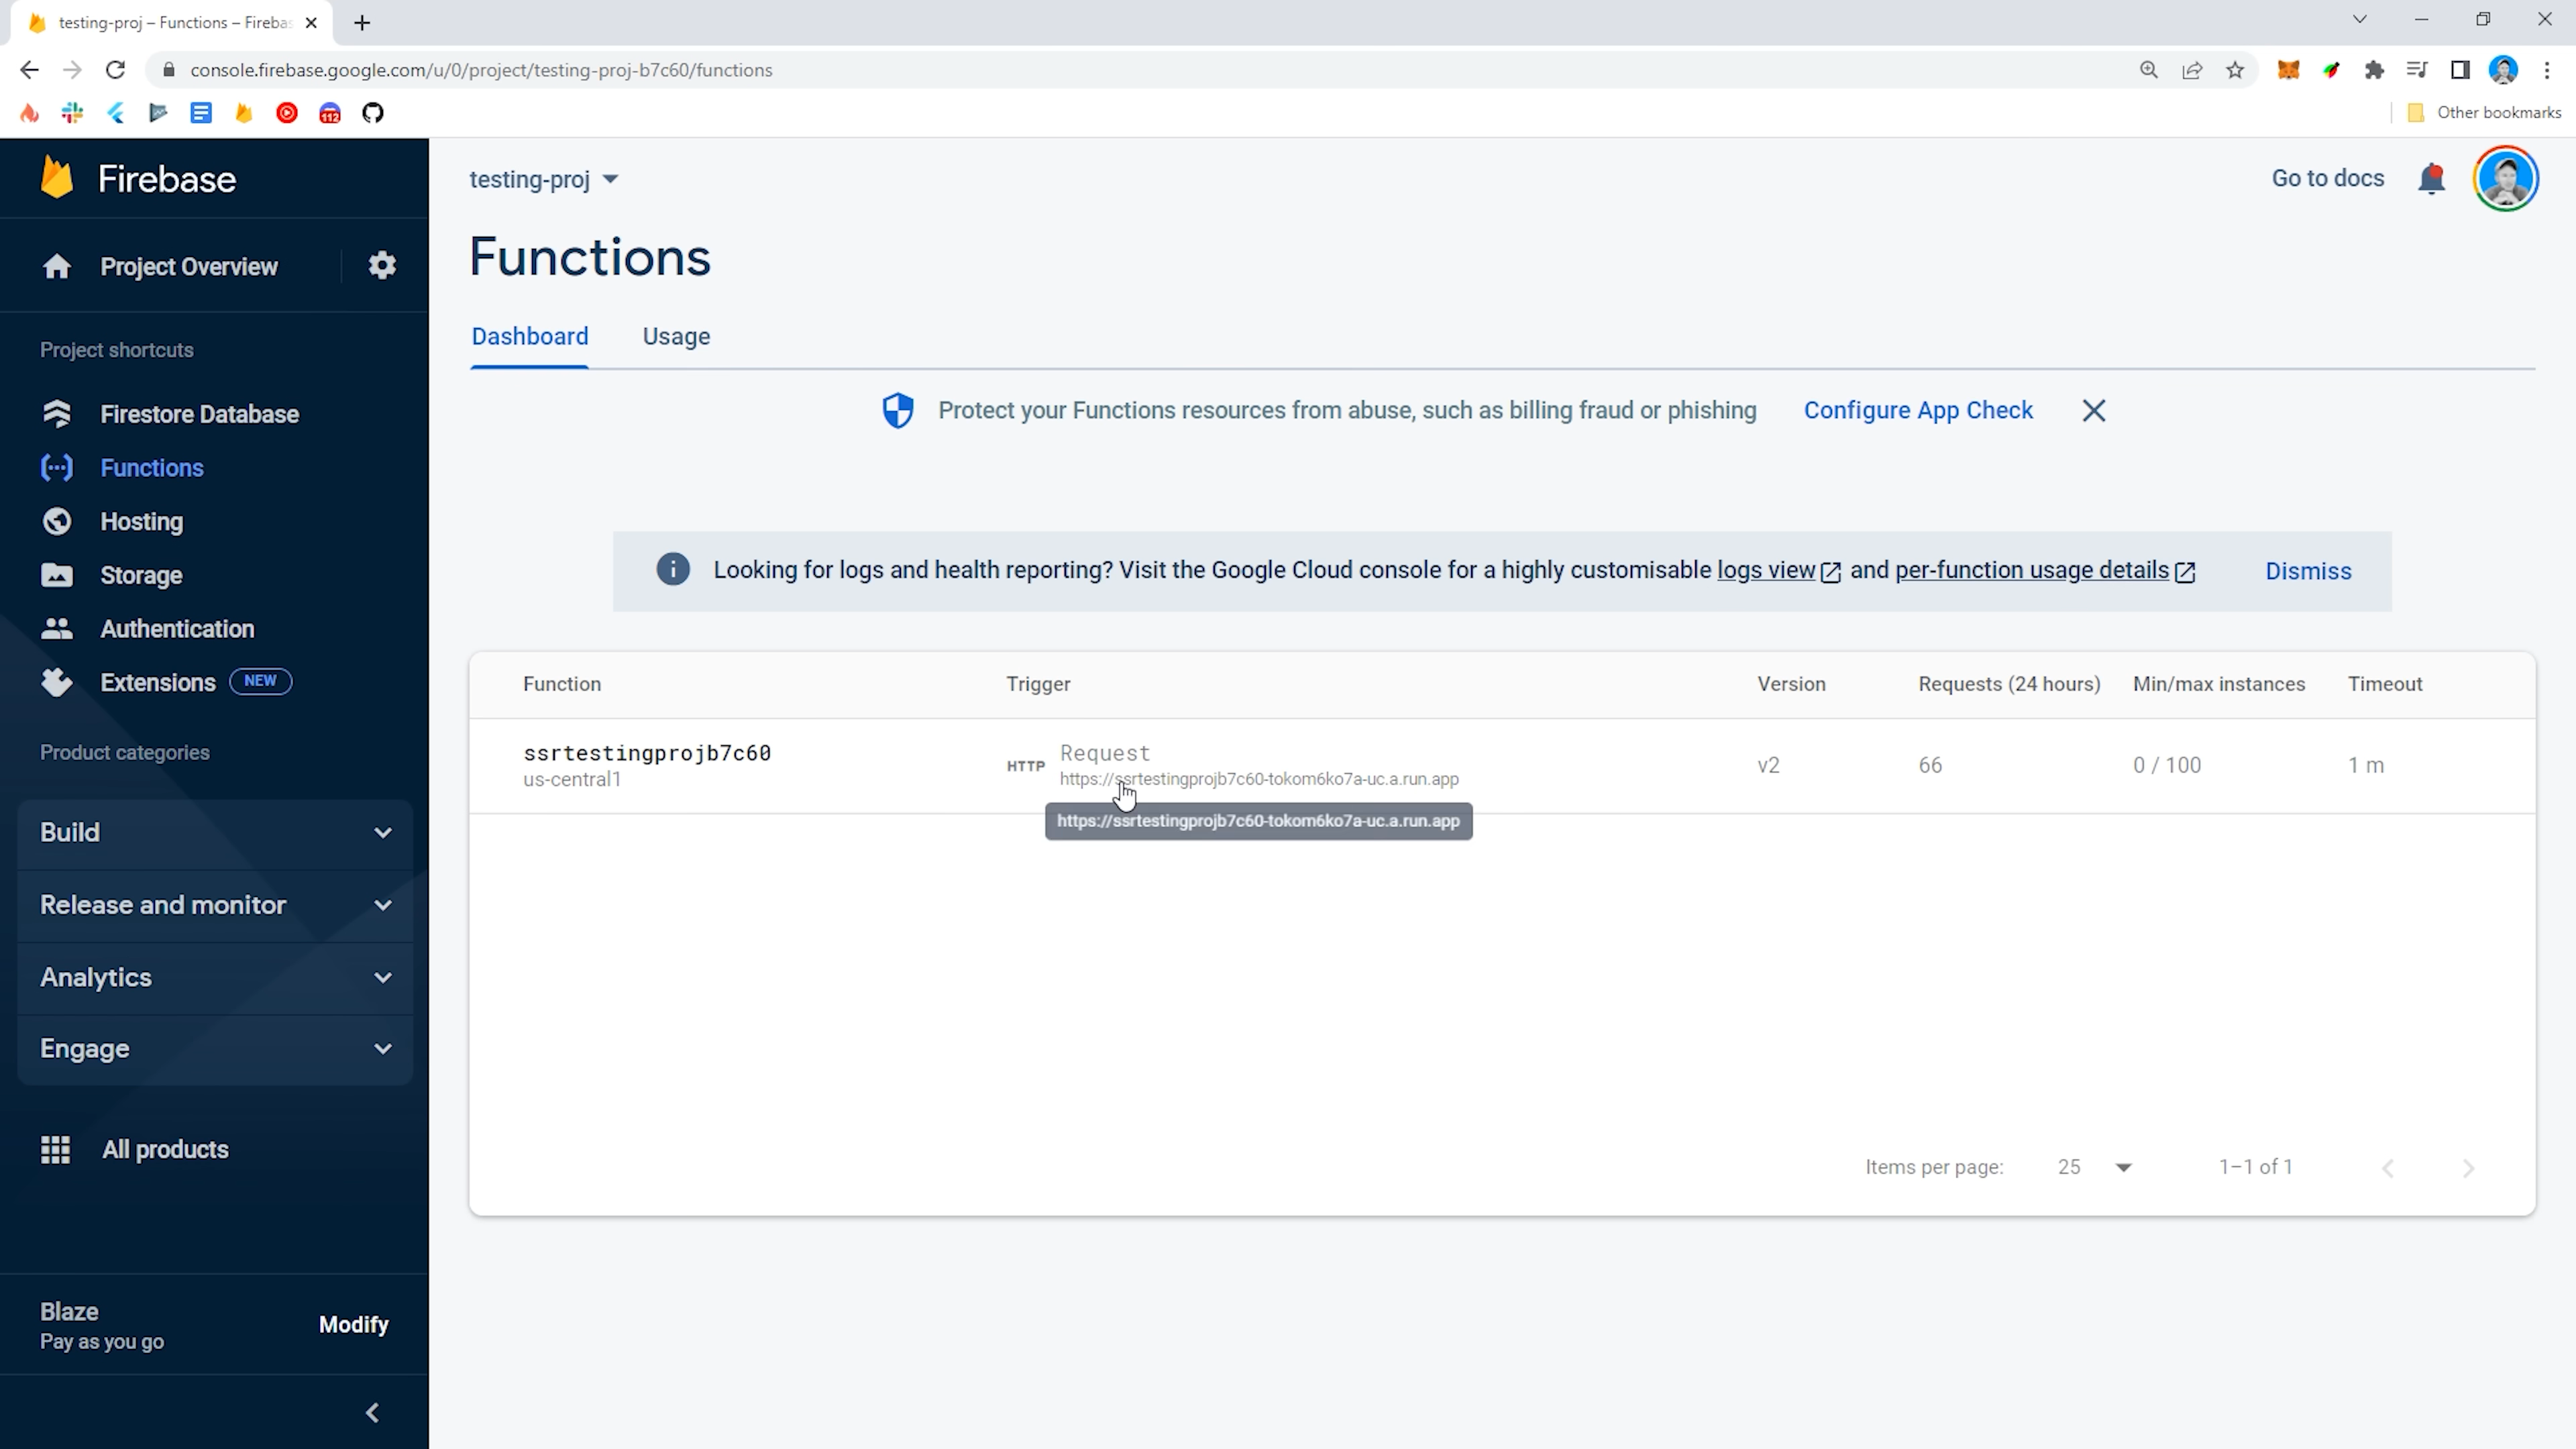 testing-proj – Functions – Fireba
console.firebase.google.com/u/0/project/testing-proj-b7c60/functions
112
Other bookmarks
Firebase
testing-proj
Go to docs
Functions
Project Overview
Dashboard
Usage
Project shortcuts
Protect your Functions resources from abuse, such as billing fraud or phishing
Configure App Check
Firestore Database
Functions
Hosting
Storage
Authentication
Extensions NEW
Looking for logs and health reporting? Visit the Google Cloud console for a highly customisable logs view and per-function usage details
Dismiss
Function
Trigger
Version
Requests (24 hours)
Min/max instances
Timeout
ssrtestingprojb7c60
us-central1
HTTP
Request
https://ssrtestingprojb7c60-tokom6ko7a-uc.a.run.app
v2
66
0 / 100
1 m
https://ssrtestingprojb7c60-tokom6ko7a-uc.a.run.app
Product categories
Build
Release and monitor
Analytics
Engage
All products
Items per page:
25
1–1 of 1
Blaze
Pay as you go
Modify